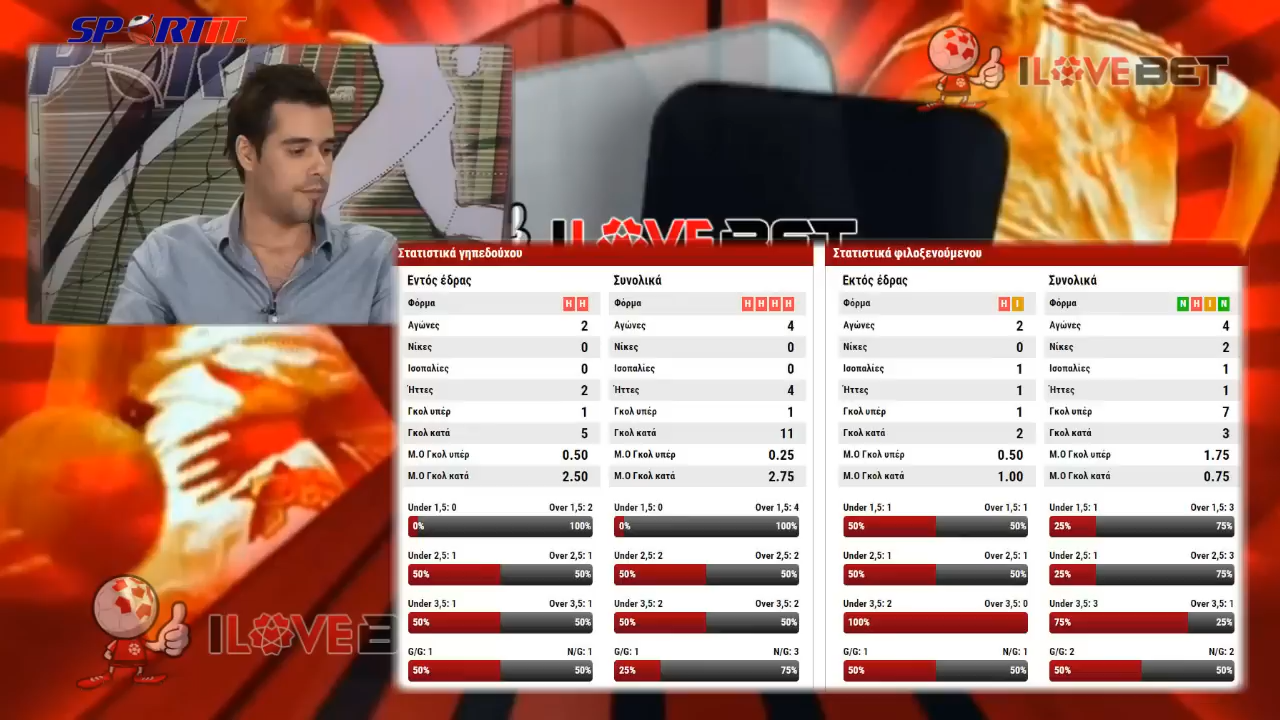 SPORTIT
ILOVEBET
ILOVEBET
Στατιστικά γηπεδούχου
Εντός έδρας
Φόρμα H H
Αγώνες 2
Νίκες 0
Ισοπαλίες 0
Ήττες 2
Γκολ υπέρ 1
Γκολ κατά 5
Μ.Ο Γκολ υπέρ 0.50
Μ.Ο Γκολ κατά 2.50
Under 1,5: 0 Over 1,5: 2
0% 100%
Under 2,5: 1 Over 2,5: 1
50% 50%
Under 3,5: 1 Over 3,5: 1
50% 50%
G/G: 1 N/G: 1
50% 50%
Συνολικά
Φόρμα H H H H
Αγώνες 4
Νίκες 0
Ισοπαλίες 0
Ήττες 4
Γκολ υπέρ 1
Γκολ κατά 11
Μ.Ο Γκολ υπέρ 0.25
Μ.Ο Γκολ κατά 2.75
Under 1,5: 0 Over 1,5: 4
0% 100%
Under 2,5: 2 Over 2,5: 2
50% 50%
Under 3,5: 2 Over 3,5: 2
50% 50%
G/G: 1 N/G: 3
25% 75%
Στατιστικά φιλοξενούμενου
Εκτός έδρας
Φόρμα Η Ι
Αγώνες 2
Νίκες 0
Ισοπαλίες 1
Ήττες 1
Γκολ υπέρ 1
Γκολ κατά 2
Μ.Ο Γκολ υπέρ 0.50
Μ.Ο Γκολ κατά 1.00
Under 1,5: 1 Over 1,5: 1
50% 50%
Under 2,5: 1 Over 2,5: 1
50% 50%
Under 3,5: 2 Over 3,5: 0
100%
G/G: 1 N/G: 1
50% 50%
Συνολικά
Φόρμα Ν Η Ι Ν
Αγώνες 4
Νίκες 2
Ισοπαλίες 1
Ήττες 1
Γκολ υπέρ 7
Γκολ κατά 3
Μ.Ο Γκολ υπέρ 1.75
Μ.Ο Γκολ κατά 0.75
Under 1,5: 1 Over 1,5: 3
25% 75%
Under 2,5: 1 Over 2,5: 3
25% 75%
Under 3,5: 3 Over 3,5: 1
75% 25%
G/G: 2 N/G: 2
50% 50%
ILOVEB